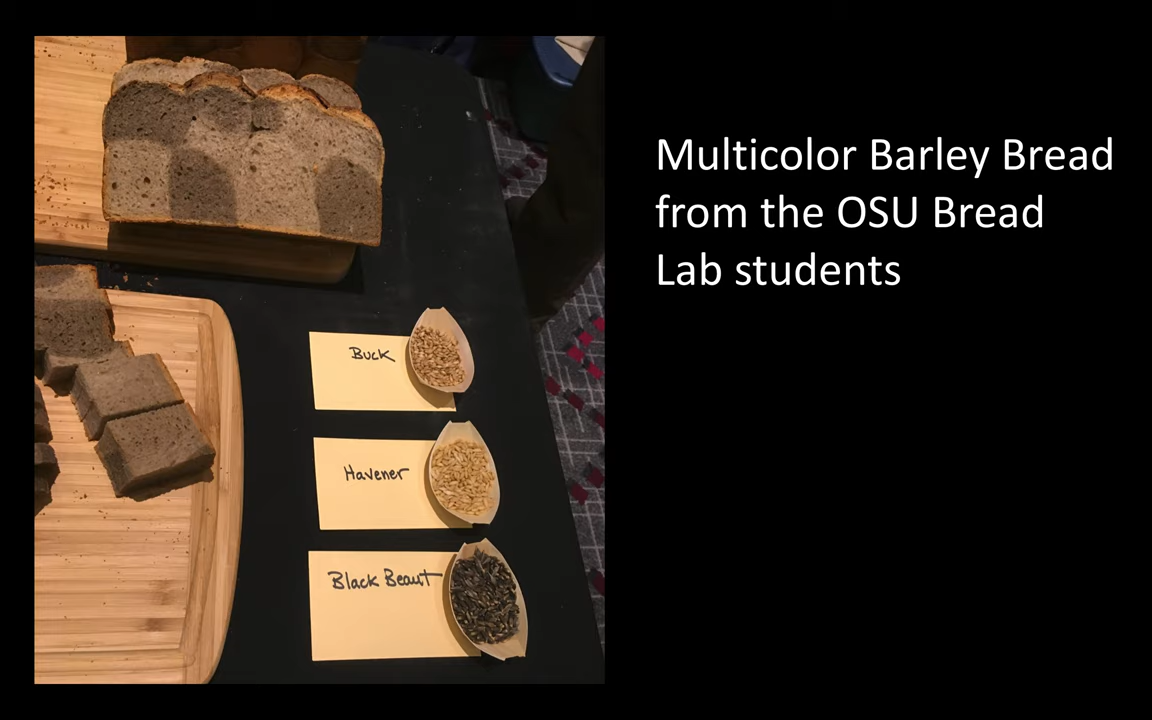 Multicolor Barley Bread
from the OSU Bread
Lab students
Buck
Havener
Black Beaut